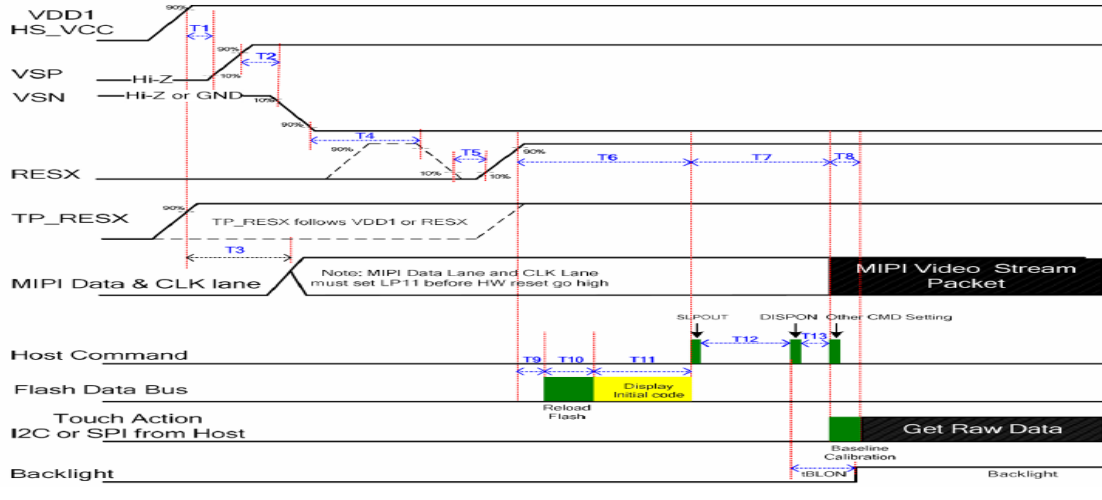 VDD1
HS_VCC
90%
T1
VSP
Hi-Z
90%
10%
T2
VSN
Hi-Z or GND
10%
90%
T4
RESX
90%
10%
T5
10%
90%
T6
T7
T8
TP_RESX
90%
TP_RESX follows VDD1 or RESX
T3
MIPI Data & CLK lane
Note: MIPI Data Lane and CLK Lane
must set LP11 before HW reset go high
MIPI Video Stream
Packet
SLPOUT
DISPON
Other CMD Setting
Host Command
T12
T13
T9
T10
T11
Flash Data Bus
Display
Initial code
Reload
Flash
Touch Action
I2C or SPI from Host
Get Raw Data
Baseline
Calibration
Backlight
tBLON
Backlight